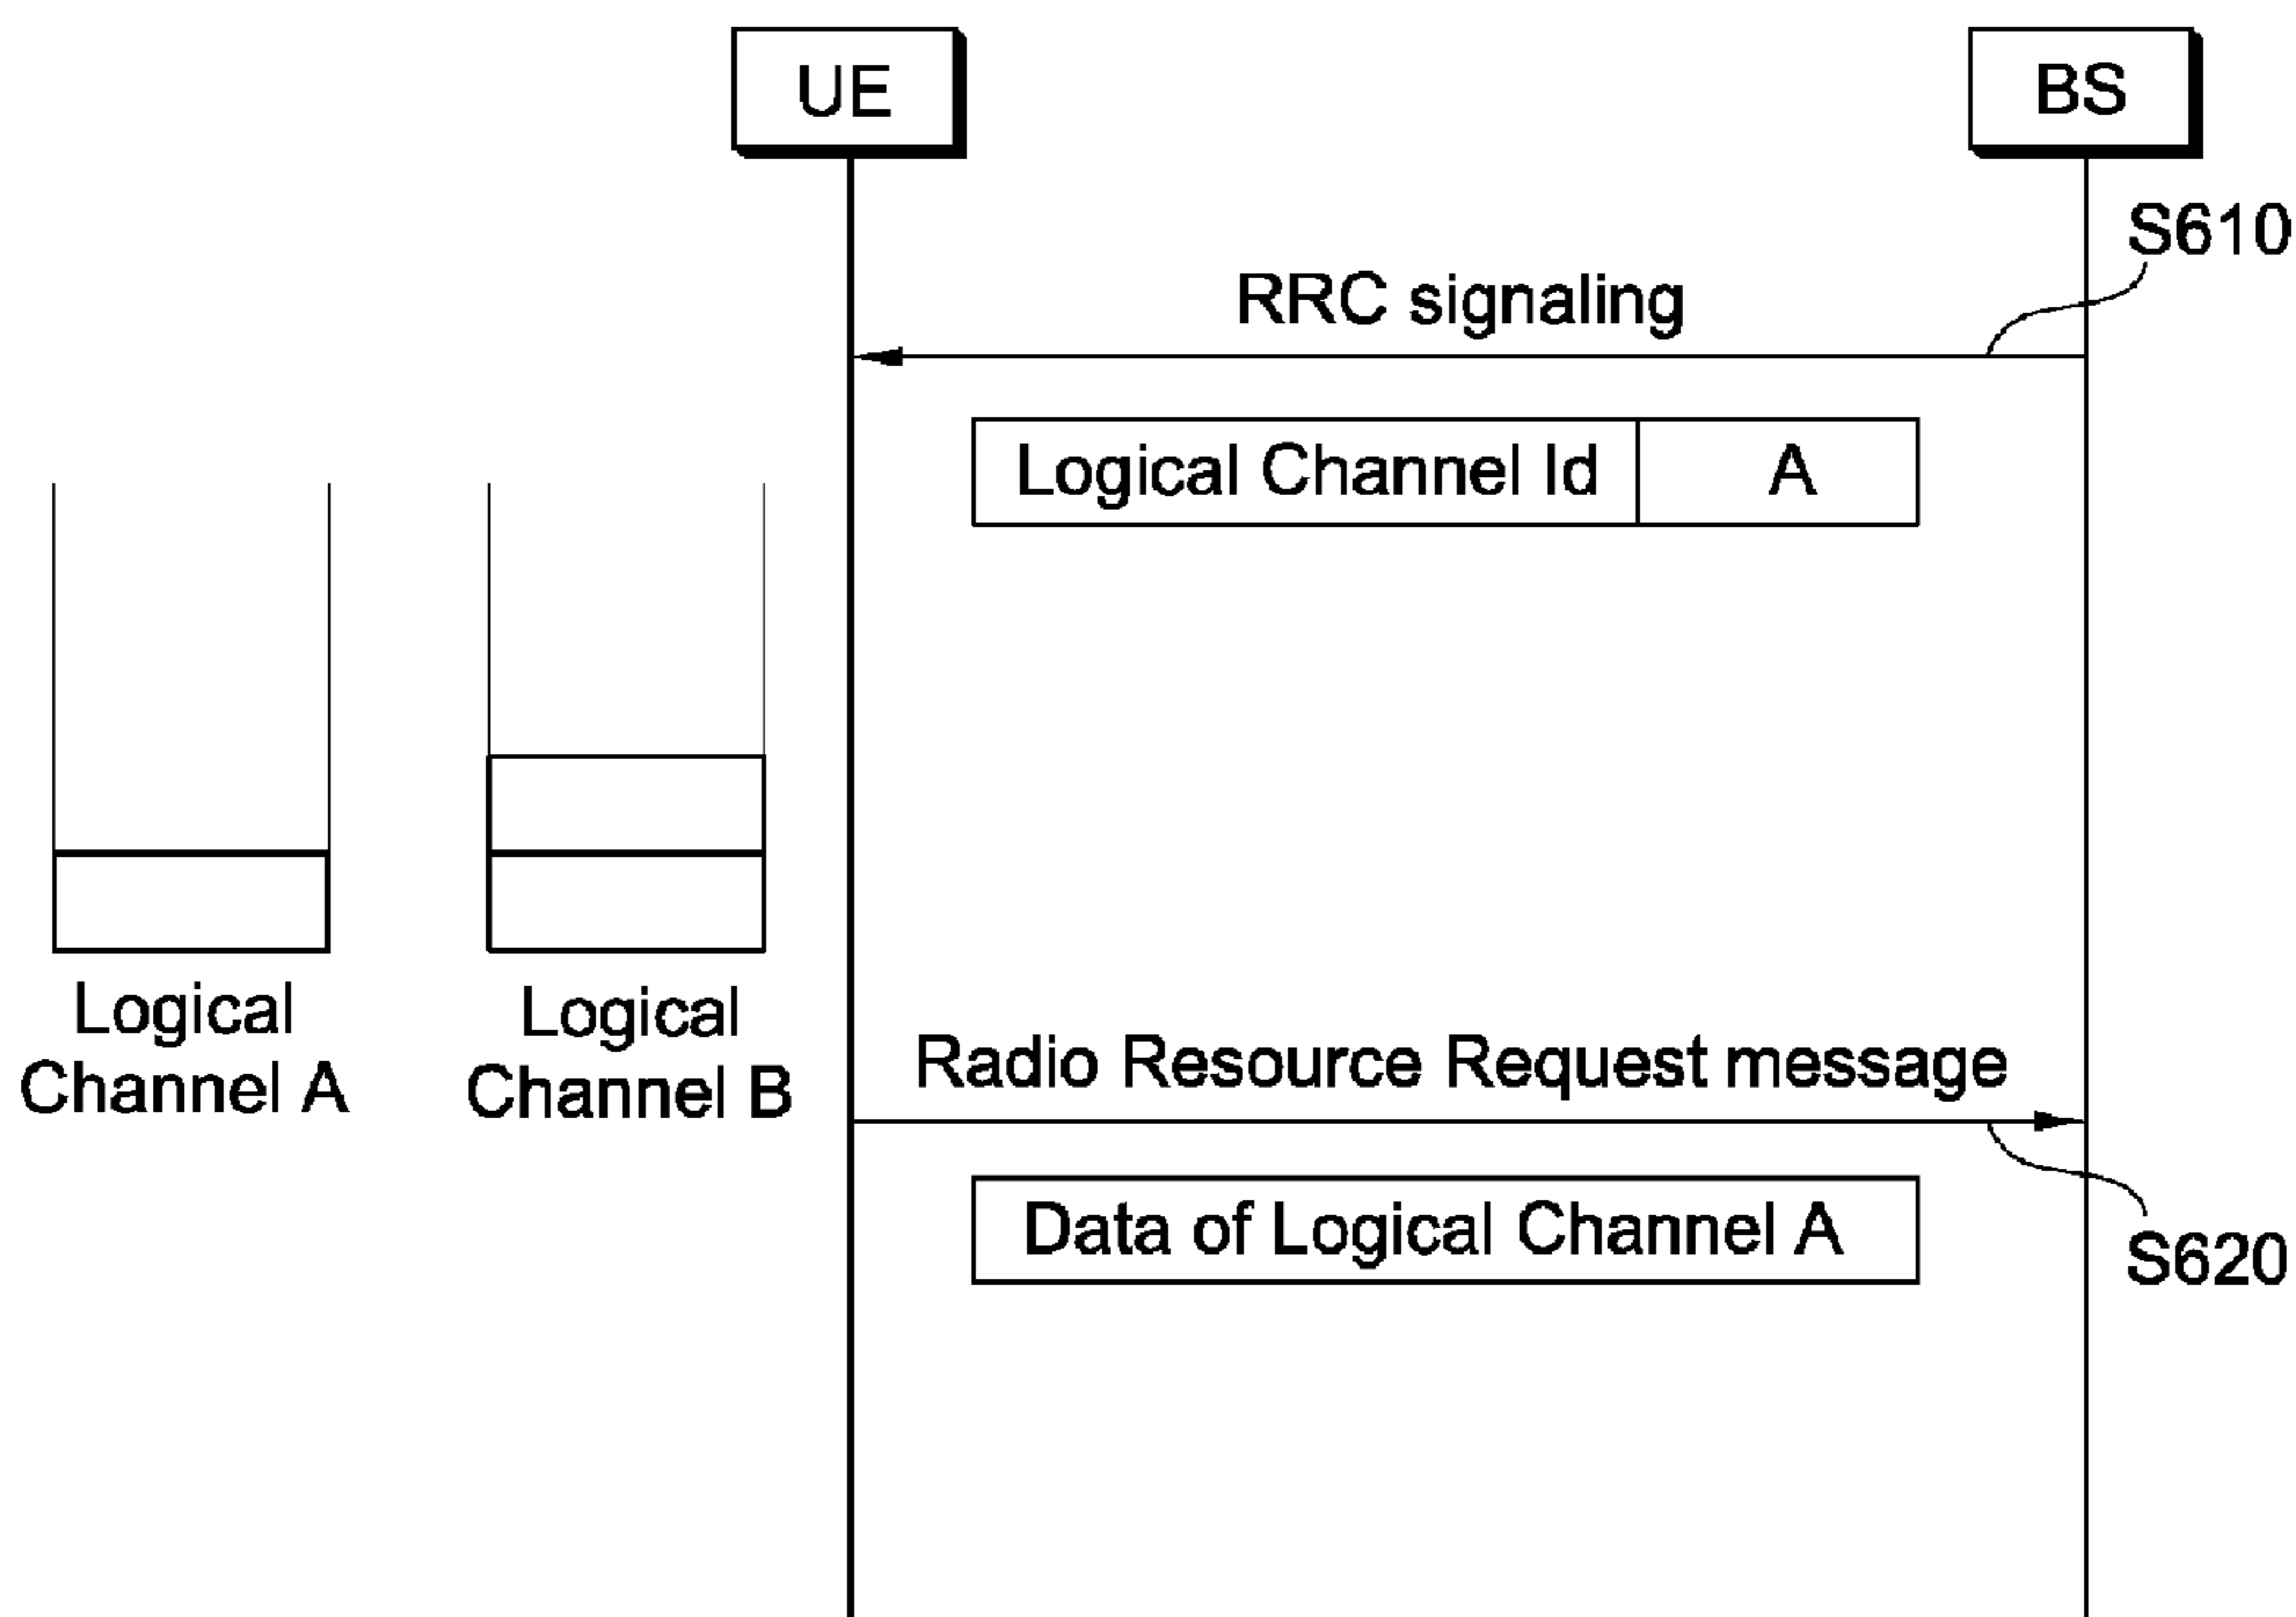 UE
BS
S610
RRC signaling
Logical Channel Id
A
Logical
Channel A
Logical
Channel B
Radio Resource Request message
Data of Logical Channel A
S620